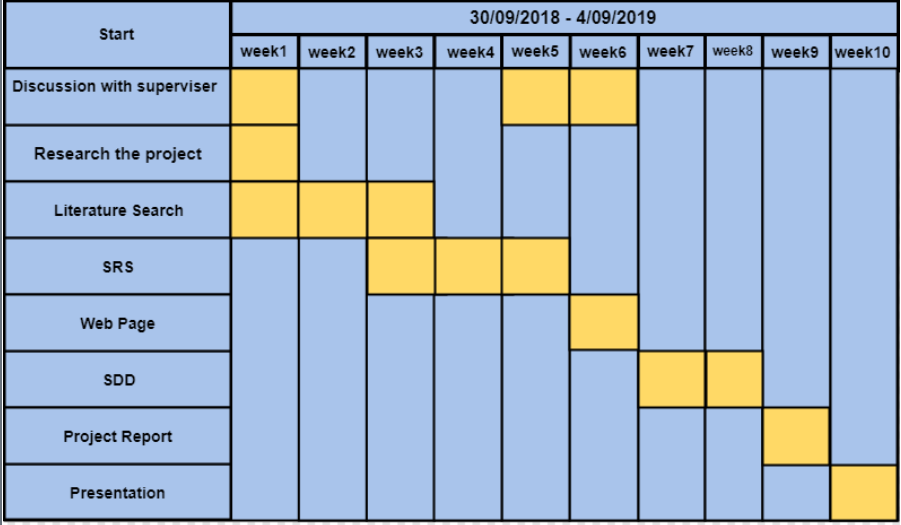 Start
30/09/2018 - 4/09/2019
week1 week2 week3 week4 week5 week6 week7 week8 week9 week10
Discussion with superviser
Research the project
Literature Search
SRS
Web Page
SDD
Project Report
Presentation